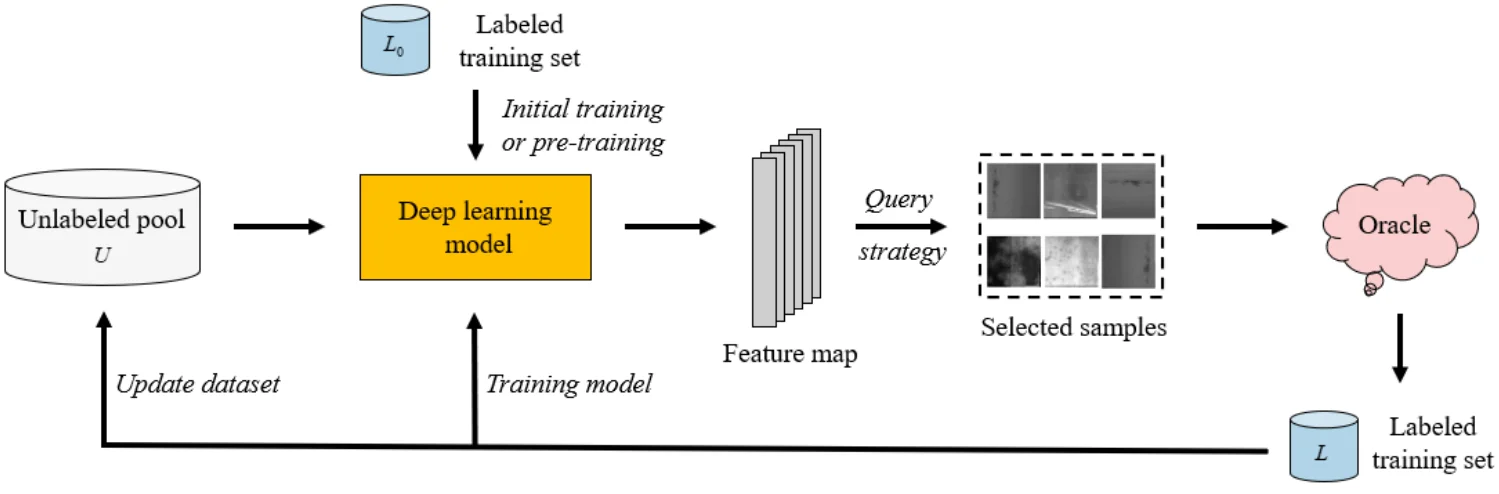 L0
Labeled
training set
Initial training
or pre-training
Unlabeled pool
U
Deep learning
model
Feature map
Query
strategy
Selected samples
Oracle
Update dataset
Training model
L
Labeled
training set